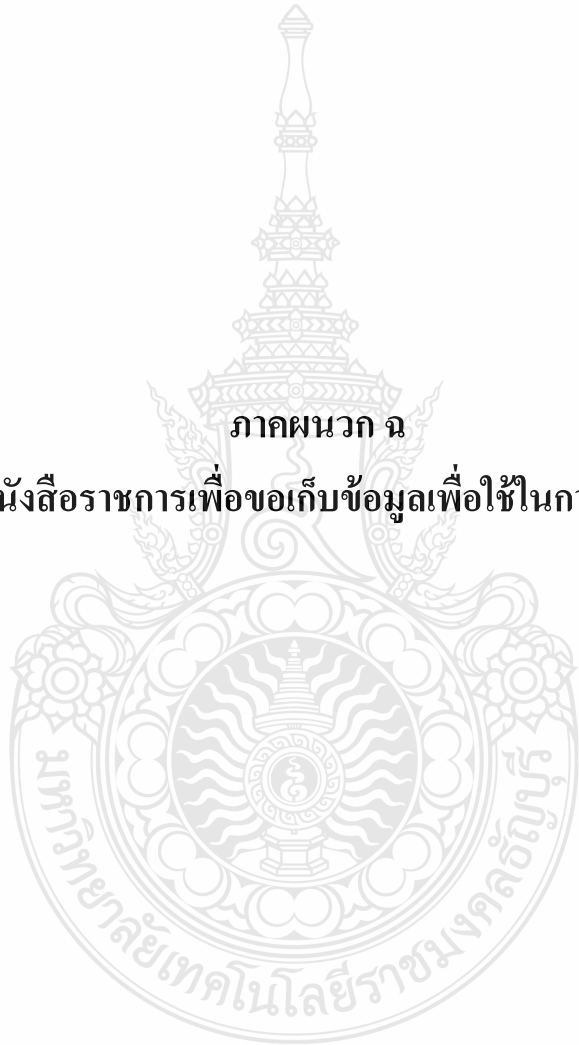 ภาคผนวก ฉ
นังสือราชการเพื่อขอเก็บข้อมูลเพื่อใช้ในกา
มหาวิทยาลัยเทคโนโลยีราชมงคลธัญบุรี